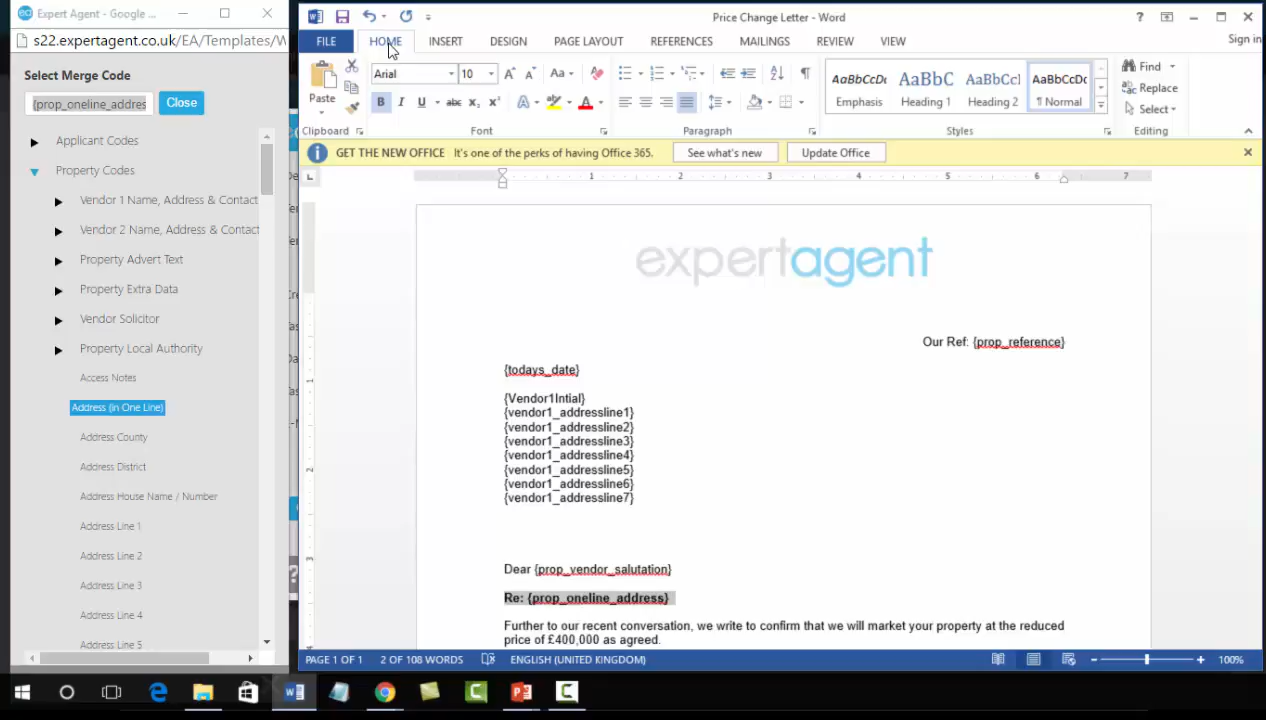 Expert Agent - Google ...
s22.expertagent.co.uk/EA/Templates/W
Select Merge Code
{prop_oneline_addres
Close
Applicant Codes
Property Codes
Vendor 1 Name, Address & Contact
Vendor 2 Name, Address & Contact
Property Advert Text
Property Extra Data
Vendor Solicitor
Property Local Authority
Access Notes
Address (in One Line)
Address County
Address District
Address House Name / Number
Address Line 1
Address Line 2
Address Line 3
Address Line 4
Address Line 5
Price Change Letter - Word
Sign in
FILE HOME INSERT DESIGN PAGE LAYOUT REFERENCES MAILINGS REVIEW VIEW
Paste
Clipboard
Arial 10
Font
Paragraph
AaBbCcDc AaBbC AaBbCcD AaBbCcDc
Emphasis Heading 1 Heading 2 ¶ Normal
Styles
Find
Replace
Select
Editing
GET THE NEW OFFICE It's one of the perks of having Office 365. See what's new Update Office
1 2 3 4 5 6 7
expertagent
Our Ref: {prop_reference}
{todays_date}
{Vendor1Intial}
{vendor1_addressline1}
{vendor1_addressline2}
{vendor1_addressline3}
{vendor1_addressline4}
{vendor1_addressline5}
{vendor1_addressline6}
{vendor1_addressline7}
Dear {prop_vendor_salutation}
Re: {prop_oneline_address}
Further to our recent conversation, we write to confirm that we will market your property at the reduced
price of £400,000 as agreed.
PAGE 1 OF 1 2 OF 108 WORDS ENGLISH (UNITED KINGDOM) 100%